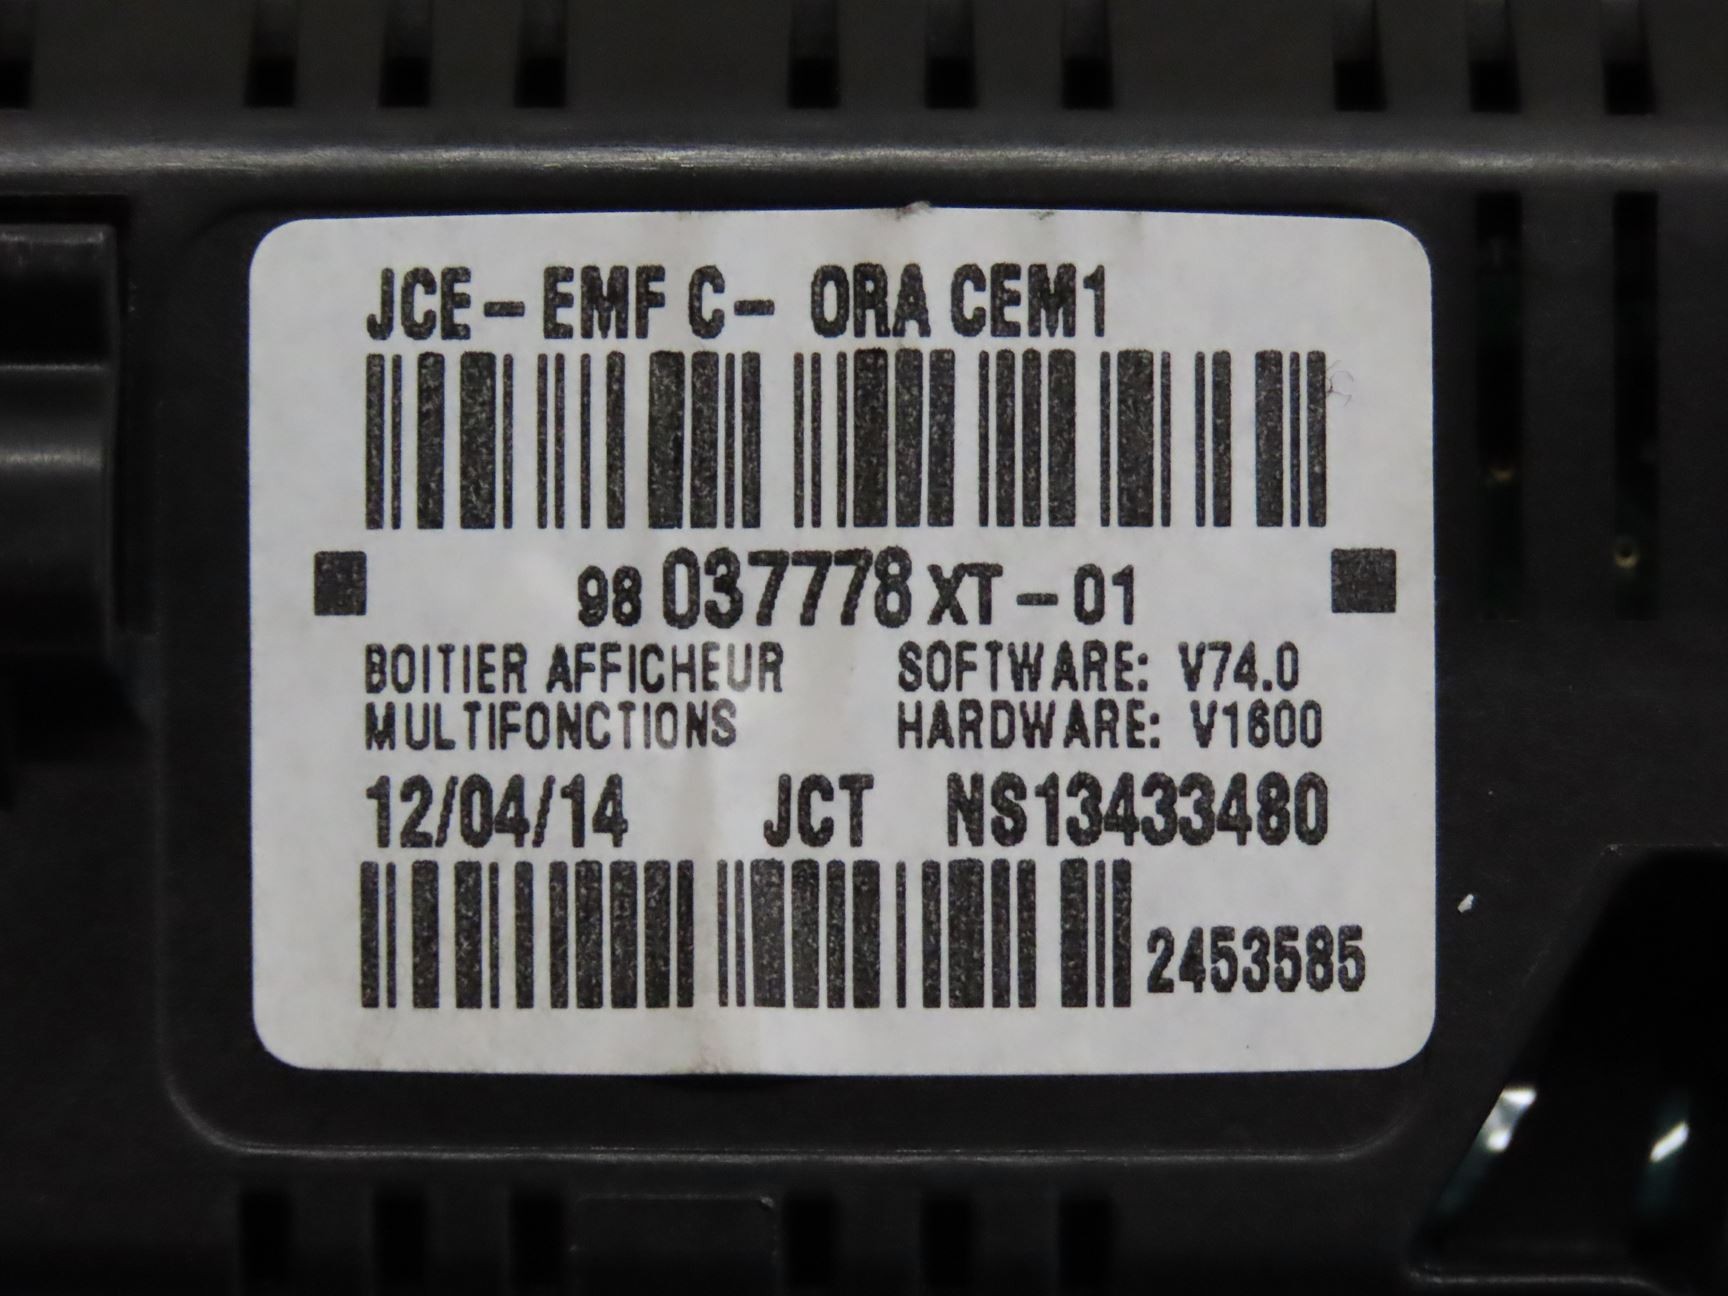 JCE-EMF C- ORA CEM1
98 037778 XT-01
BOITIER AFFICHEUR SOFTWARE: V74.0
MULTIFONCTIONS HARDWARE: V1600
12/04/14 JCT NS13433480
2453585